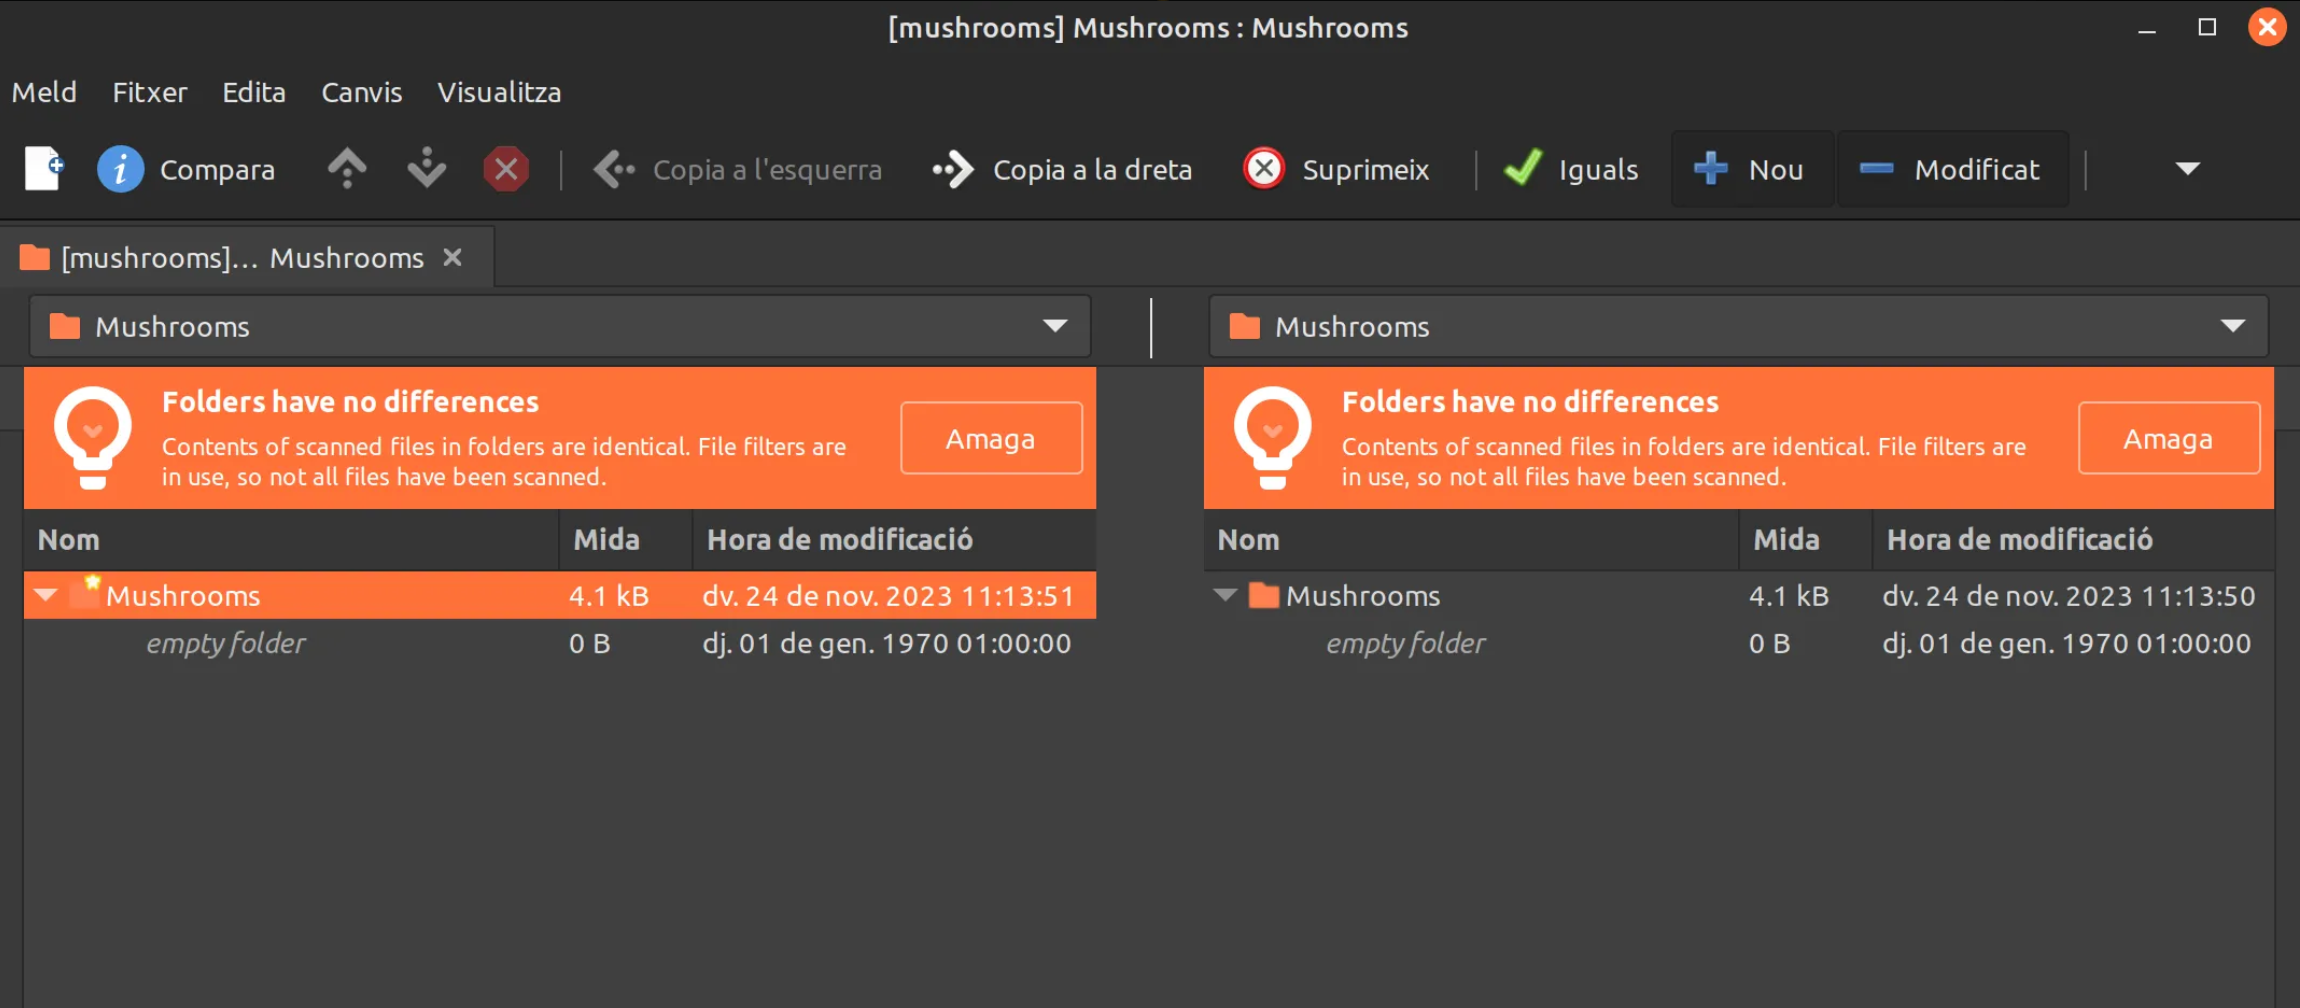 [mushrooms] Mushrooms : Mushrooms
Meld Fitxer Edita Canvis Visualitza
Compara Copia a l'esquerra Copia a la dreta Suprimeix Iguals Nou Modificat
[mushrooms]... Mushrooms
Mushrooms
Mushrooms
Folders have no differences
Contents of scanned files in folders are identical. File filters are
in use, so not all files have been scanned.
Amaga
Folders have no differences
Contents of scanned files in folders are identical. File filters are
in use, so not all files have been scanned.
Amaga
Nom Mida Hora de modificació
Mushrooms 4.1 kB dv. 24 de nov. 2023 11:13:51
empty folder 0 B dj. 01 de gen. 1970 01:00:00
Nom Mida Hora de modificació
Mushrooms 4.1 kB dv. 24 de nov. 2023 11:13:50
empty folder 0 B dj. 01 de gen. 1970 01:00:00